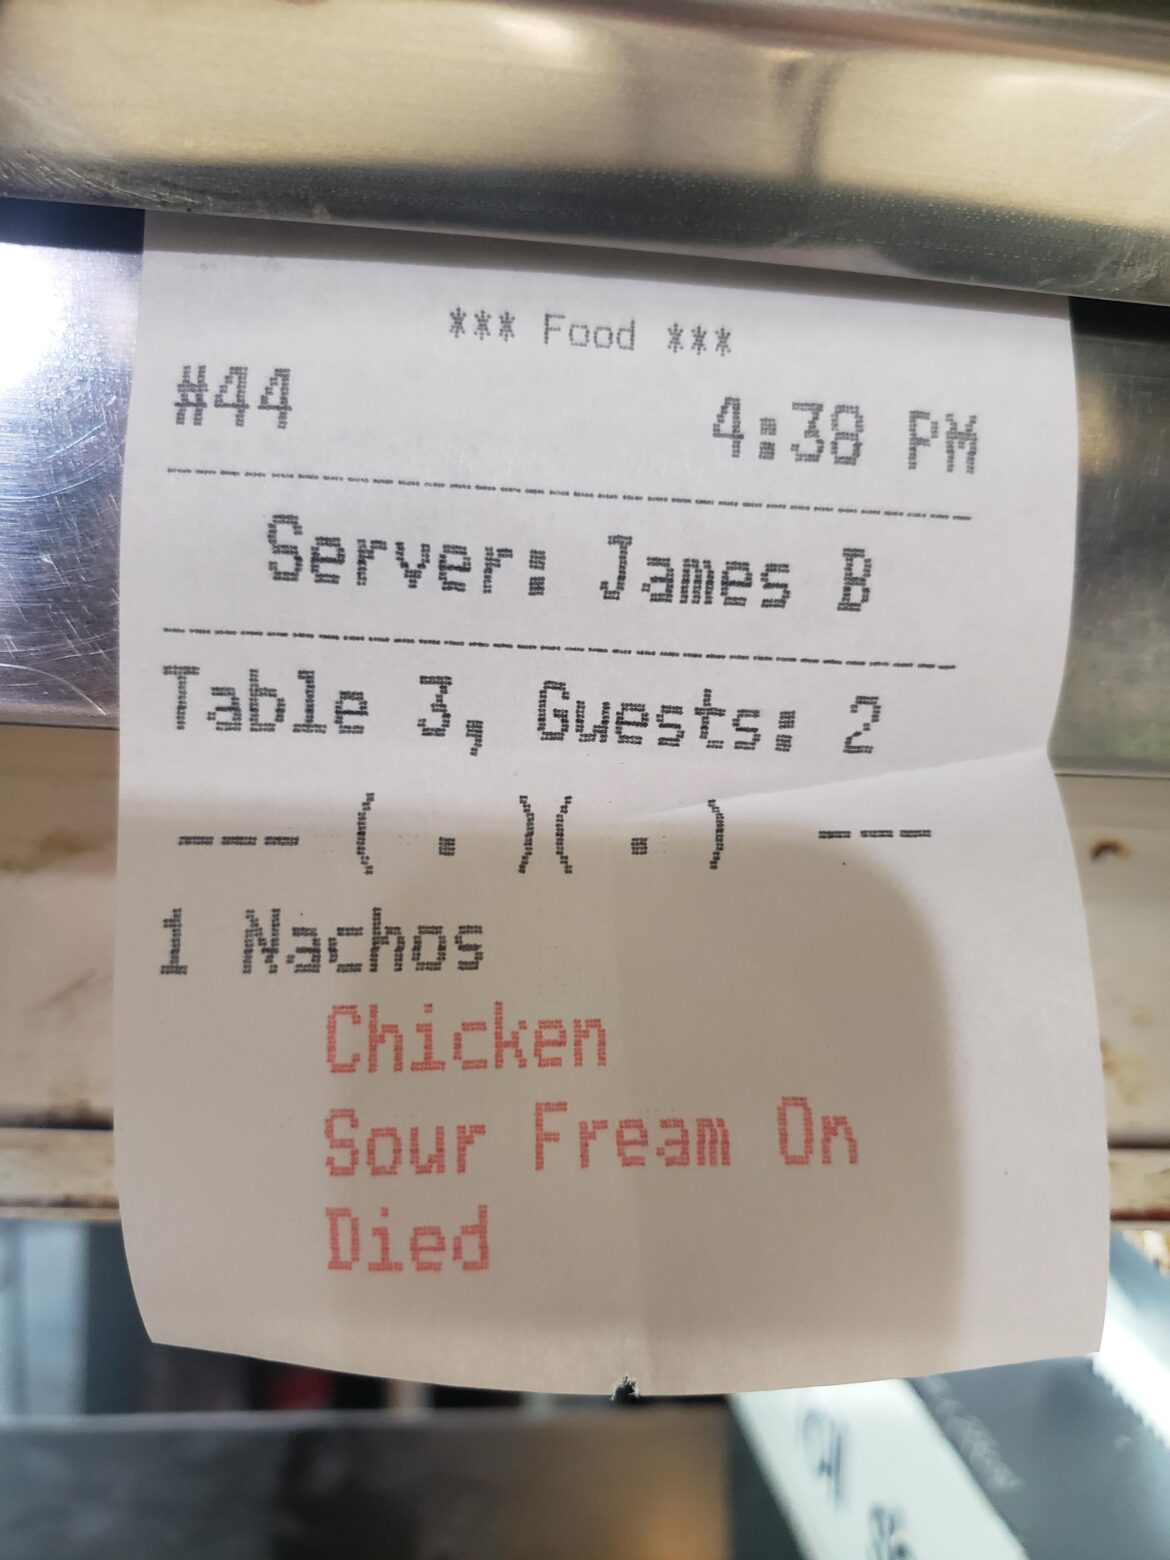 *** Food ***
#44 4:38 PM
Server: James B
Table 3, Guests: 2
--- ( . )( . ) ---
1 Nachos
Chicken
Sour Fream On
Died